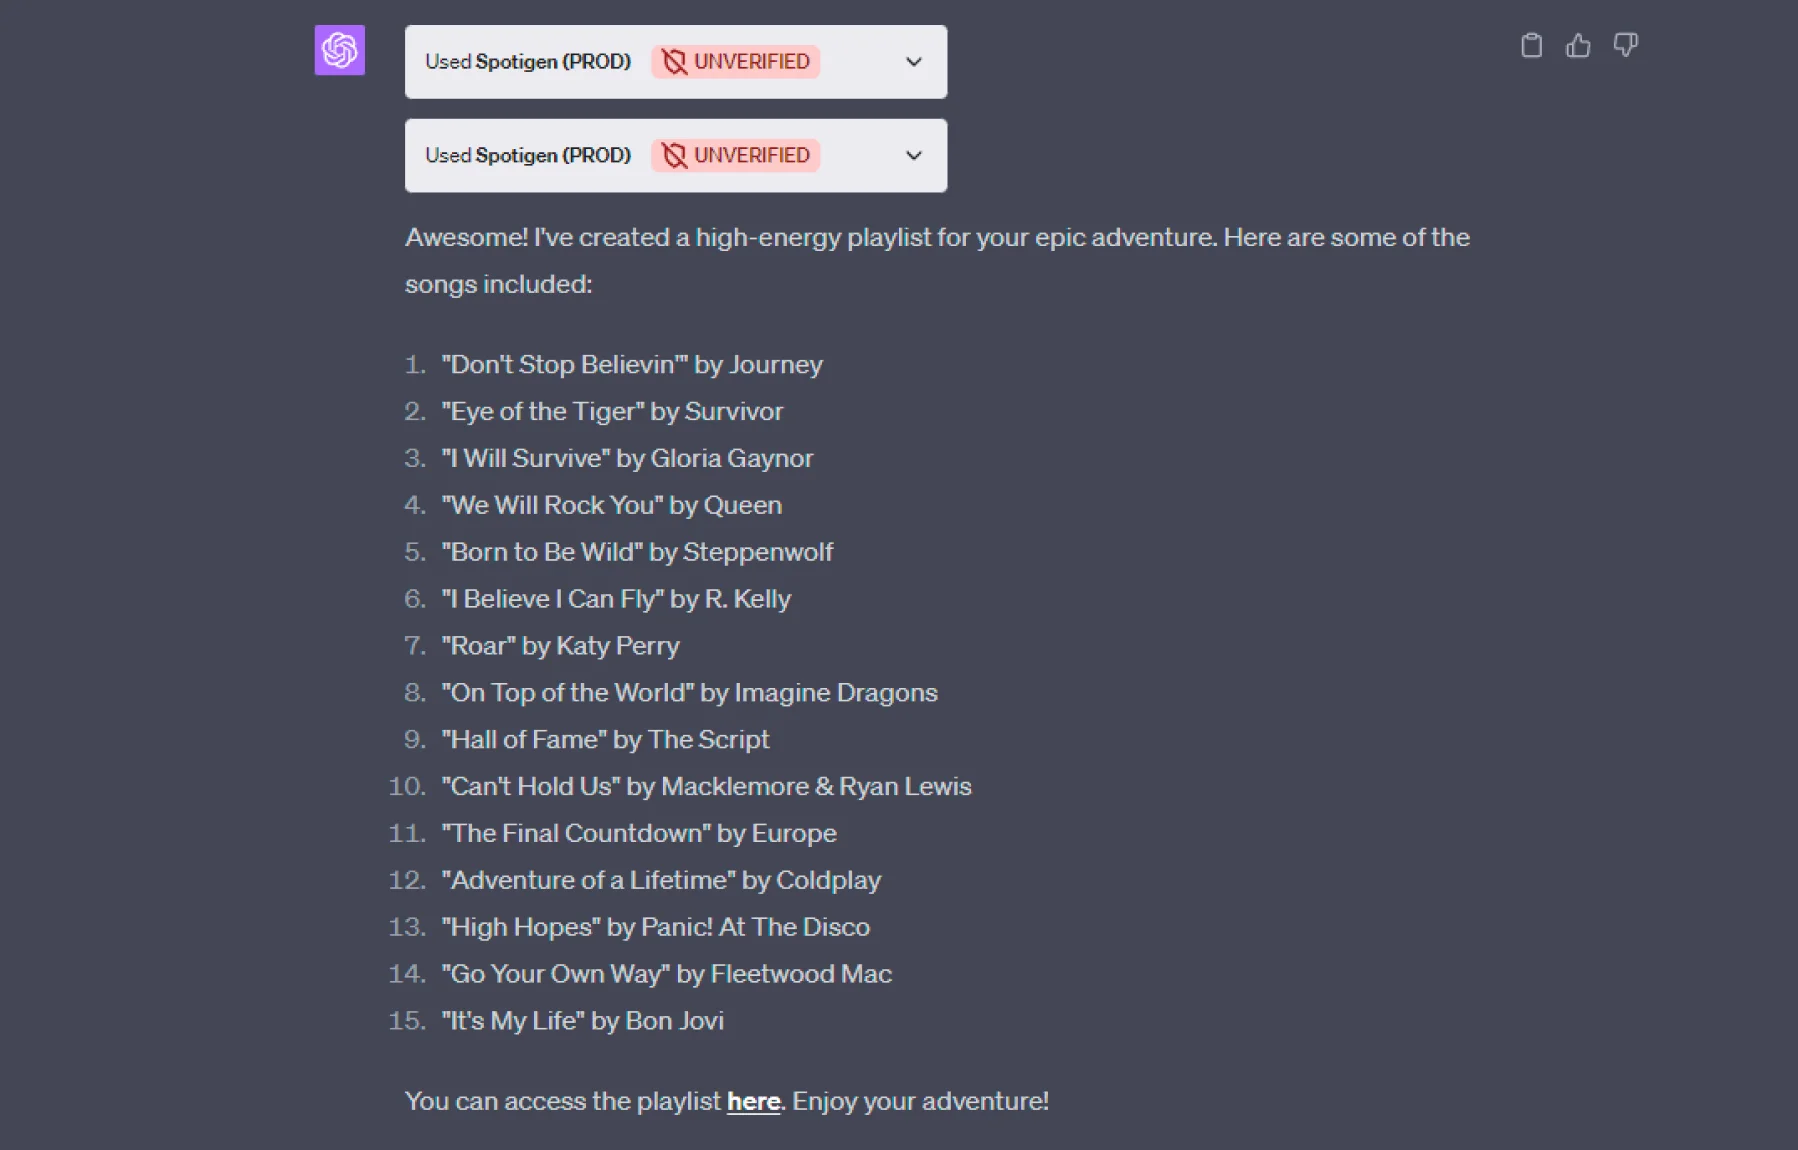 Used Spotigen (PROD) UNVERIFIED
Used Spotigen (PROD) UNVERIFIED
Awesome! I've created a high-energy playlist for your epic adventure. Here are some of the
songs included:
1. "Don't Stop Believin'" by Journey
2. "Eye of the Tiger" by Survivor
3. "I Will Survive" by Gloria Gaynor
4. "We Will Rock You" by Queen
5. "Born to Be Wild" by Steppenwolf
6. "I Believe I Can Fly" by R. Kelly
7. "Roar" by Katy Perry
8. "On Top of the World" by Imagine Dragons
9. "Hall of Fame" by The Script
10. "Can't Hold Us" by Macklemore & Ryan Lewis
11. "The Final Countdown" by Europe
12. "Adventure of a Lifetime" by Coldplay
13. "High Hopes" by Panic! At The Disco
14. "Go Your Own Way" by Fleetwood Mac
15. "It's My Life" by Bon Jovi
You can access the playlist here. Enjoy your adventure!